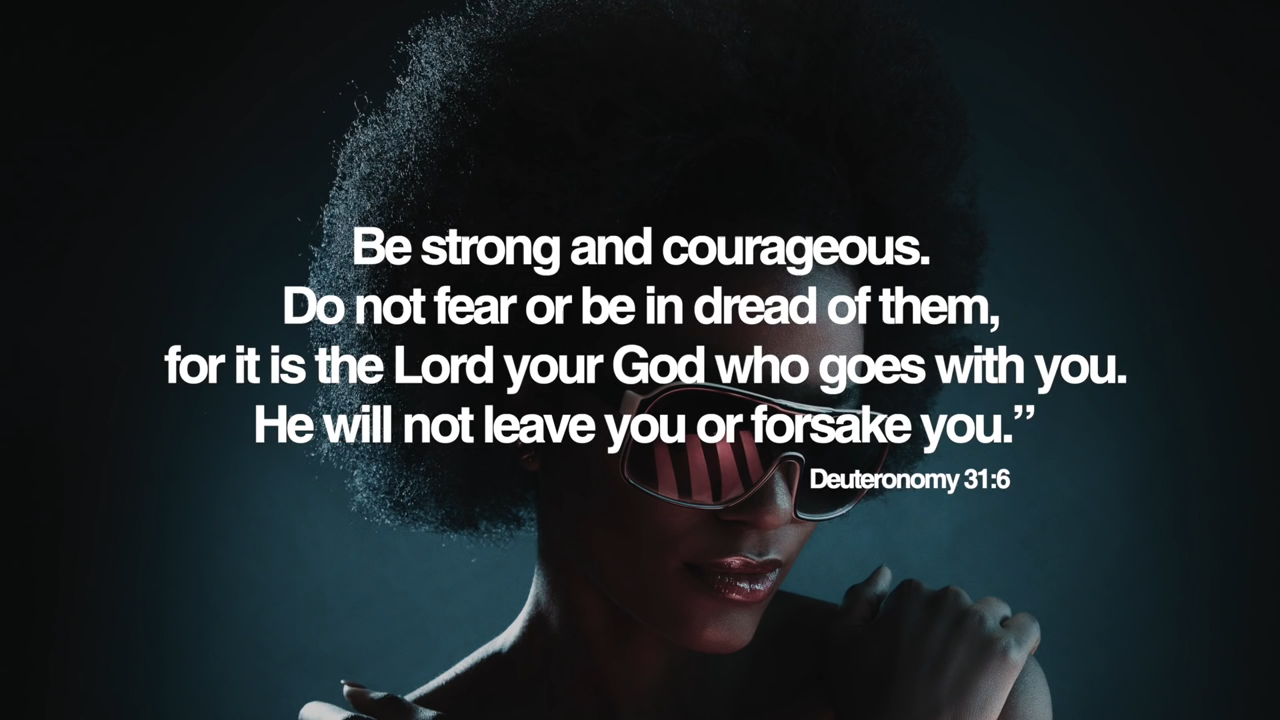 Be strong and courageous.
Do not fear or be in dread of them,
for it is the Lord your God who goes with you.
He will not leave you or forsake you.”
Deuteronomy 31:6